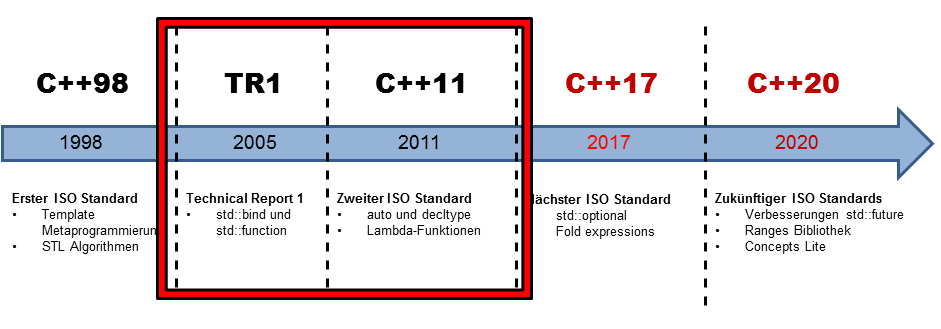 C++98
TR1
C++11
C++17
C++20
1998
2005
2011
2017
2020
Erster ISO Standard
• Template
Metaprogrammierun
• STL Algorithmen
Technical Report 1
• std::bind und
std::function
Zweiter ISO Standard
• auto und decltype
• Lambda-Funktionen
ächster ISO Standard
std::optional
Fold expressions
Zukünftiger ISO Standards
• Verbesserungen std::future
• Ranges Bibliothek
• Concepts Lite